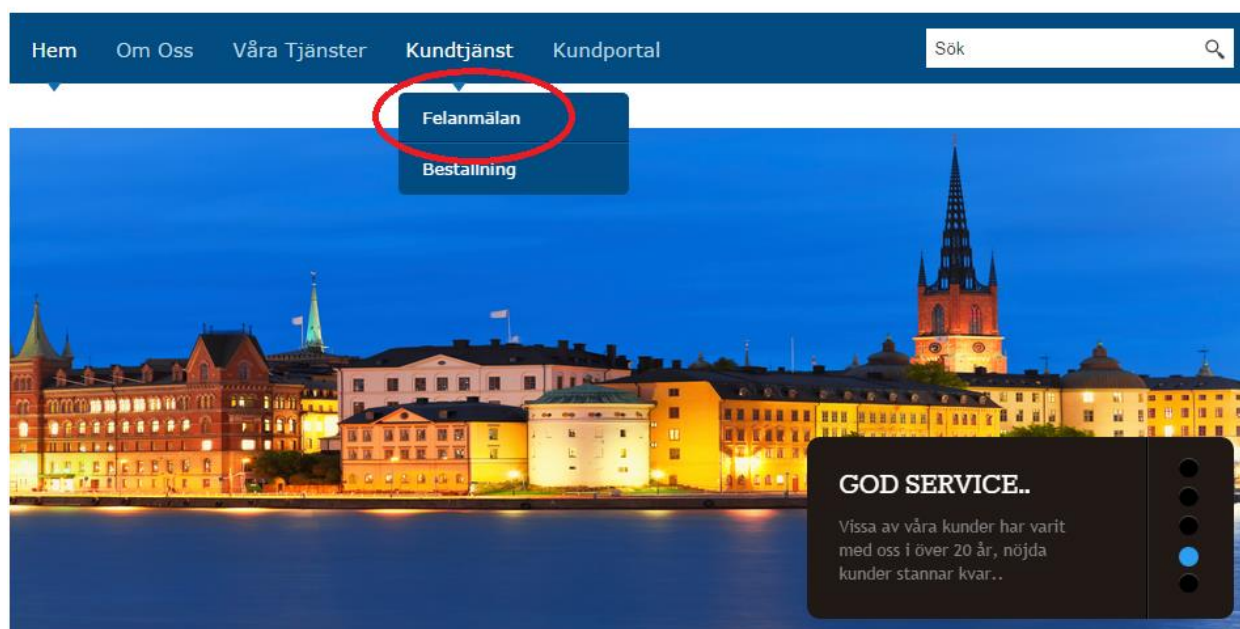 Hem Om Oss Våra Tjänster Kundtjänst Kundportal Sök
Felanmälan
Beställning
GOD SERVICE..
Vissa av våra kunder har varit
med oss i över 20 år, nöjda
kunder stannar kvar..